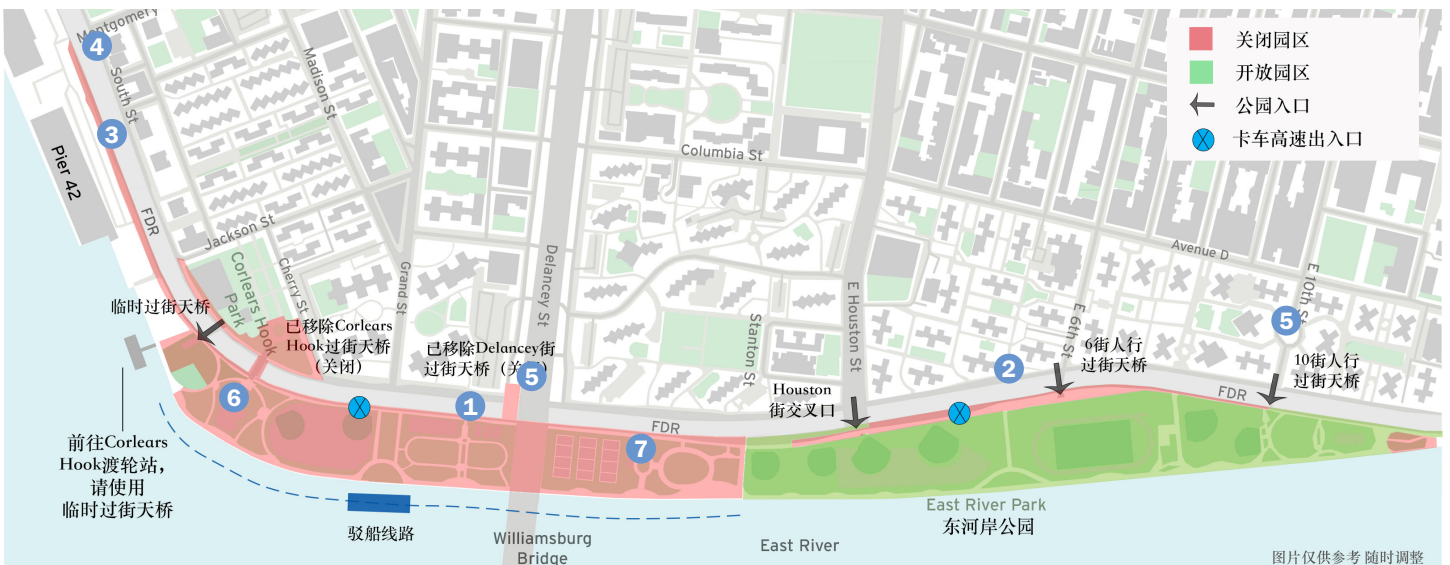 关闭园区
开放园区
公园入口
卡车高速出入口
Montgomery
4
South St
Madison St
3
Pier 42
FDR
Columbia St
Jackson St
Avenue D
E 10th St
5
Corlears Hook
Park
Cherry St
Grand St
Delancey St
E Houston St
Stanton St
E 6th St
临时过街天桥
已移除Corlears
Hook过街天桥
（关闭）
已移除Delancey街
过街天桥（关
5
2
6街人行
过街天桥
10街人行
过街天桥
Houston
街交叉口
FDR
6
1
7
FDR
前往Corlears
Hook渡轮站，
请使用
临时过街天桥
驳船线路
Williamsburg
Bridge
East River
East River Park
东河岸公园
图片仅供参考 随时调整